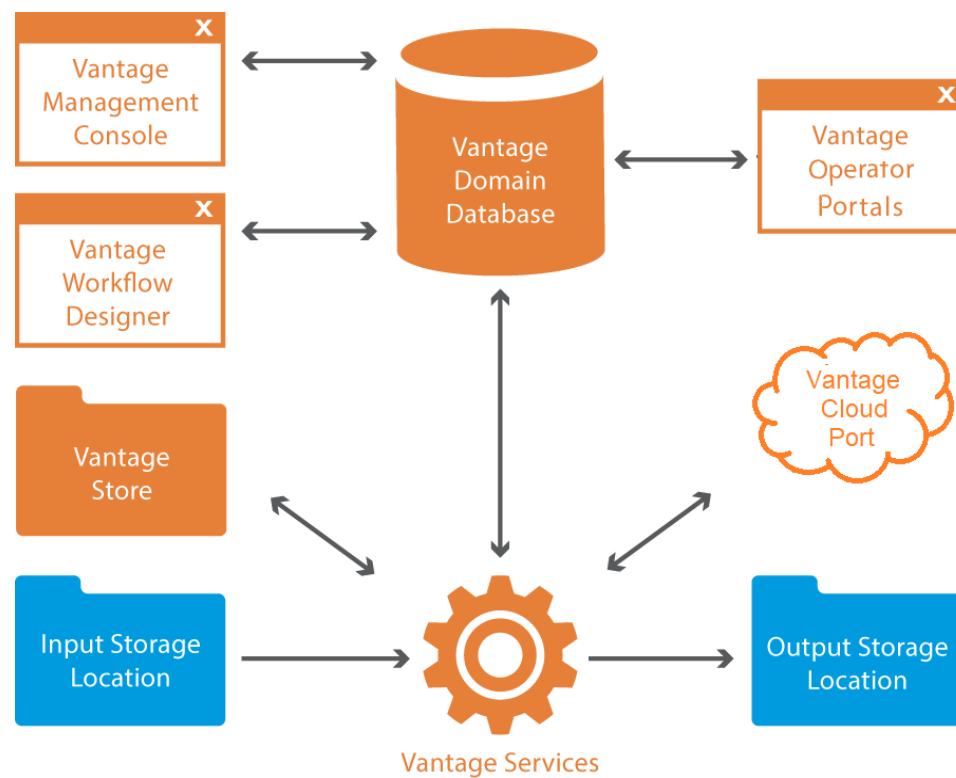 X
Vantage
Management
Console
Vantage
Domain
Database
X
Vantage
Operator
Portals
X
Vantage
Workflow
Designer
Vantage
Cloud
Port
Vantage
Store
Input Storage
Location
Output Storage
Location
Vantage Services